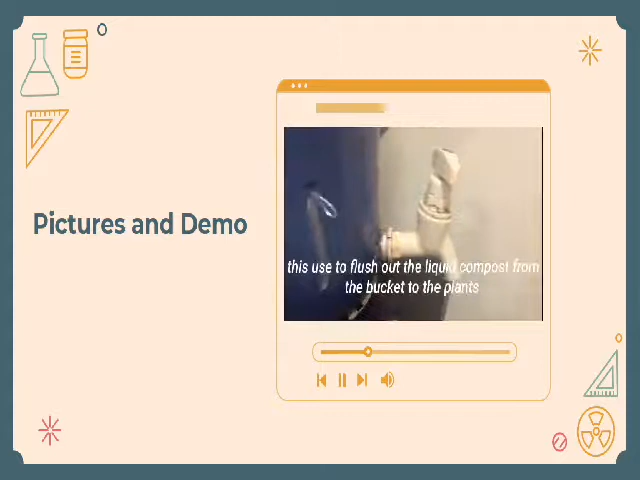 Pictures and Demo
this use to flush out the liquid compost from
the bucket to the plants